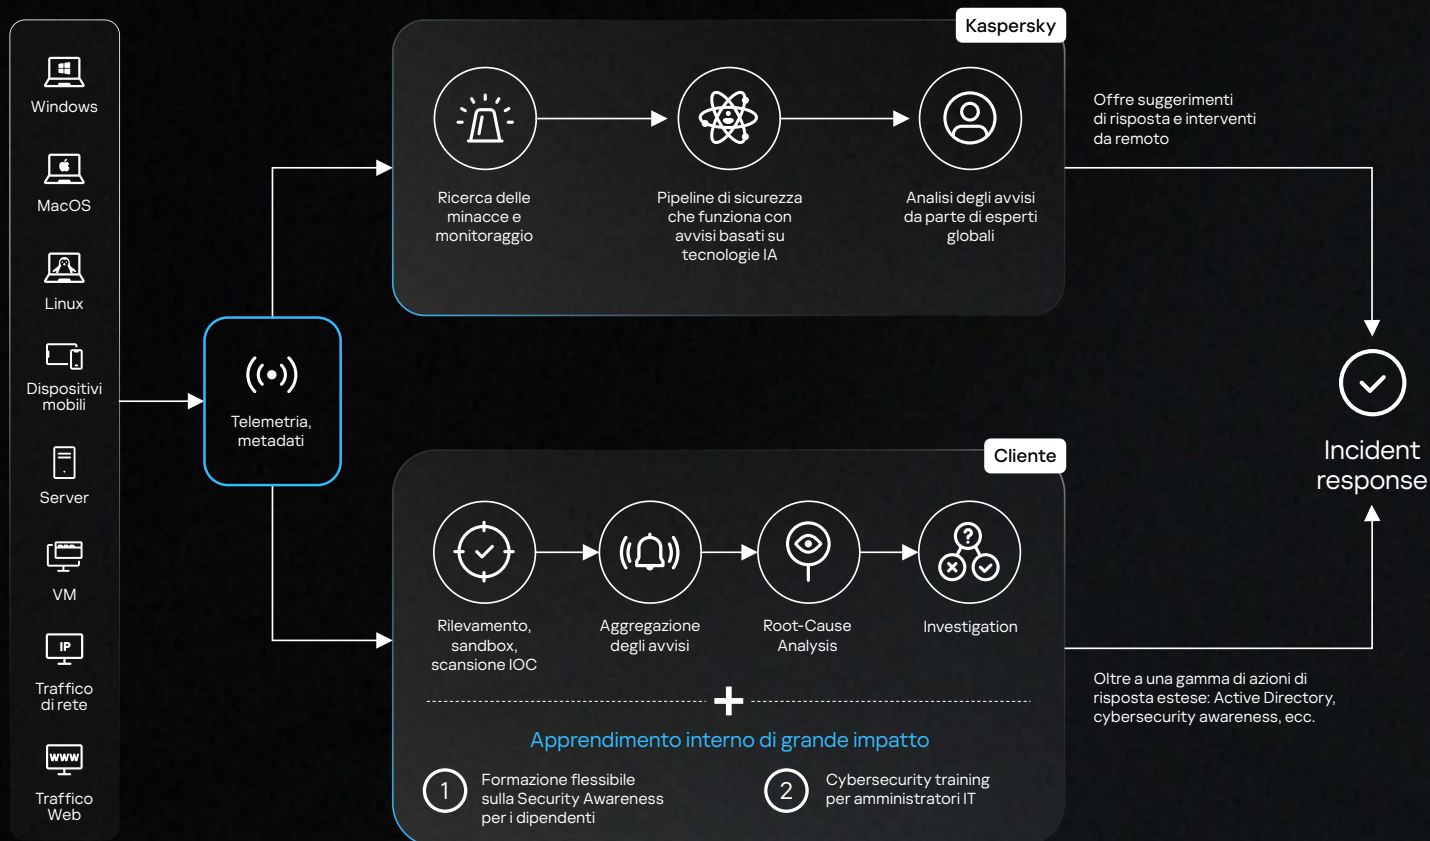 Windows
MacOS
Linux
Dispositivi
mobili
Server
VM
IP
Traffico
di rete
www
Traffico
Web
Telemetria,
metadati
Kaspersky
Ricerca delle
minacce e
monitoraggio
Pipeline di sicurezza
che funziona con
avvisi basati su
tecnologie IA
Analisi degli avvisi
da parte di esperti
globali
Offre suggerimenti
di risposta e interventi
da remoto
Cliente
Rilevamento,
sandbox,
scansione IOC
Aggregazione
degli avvisi
Root-Cause
Analysis
?
Investigation
+
Apprendimento interno di grande impatto
1
Formazione flessibile
sulla Security Awareness
per i dipendenti
2
Cybersecurity training
per amministratori IT
Oltre a una gamma di azioni di
risposta estese: Active Directory,
cybersecurity awareness, ecc.
Incident
response